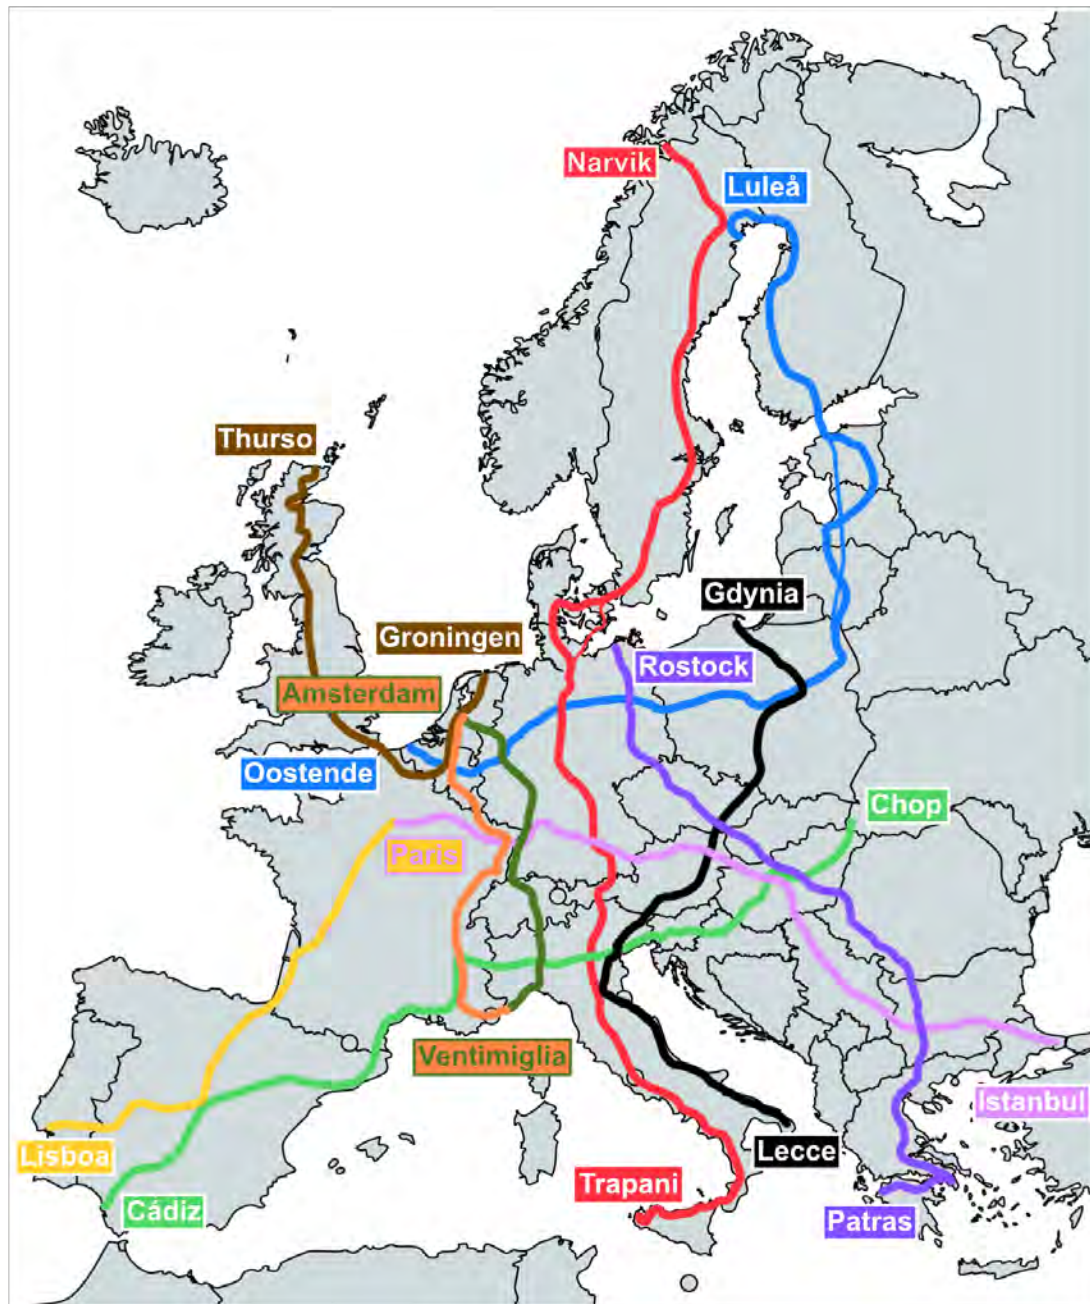 Narvik
Luleå
Thurso
Gdynia
Groningen
Rostock
Amsterdam
Oostende
Chop
Paris
Ventimiglia
Istanbul
Lisboa
Lecce
Trapani
Cádiz
Patras